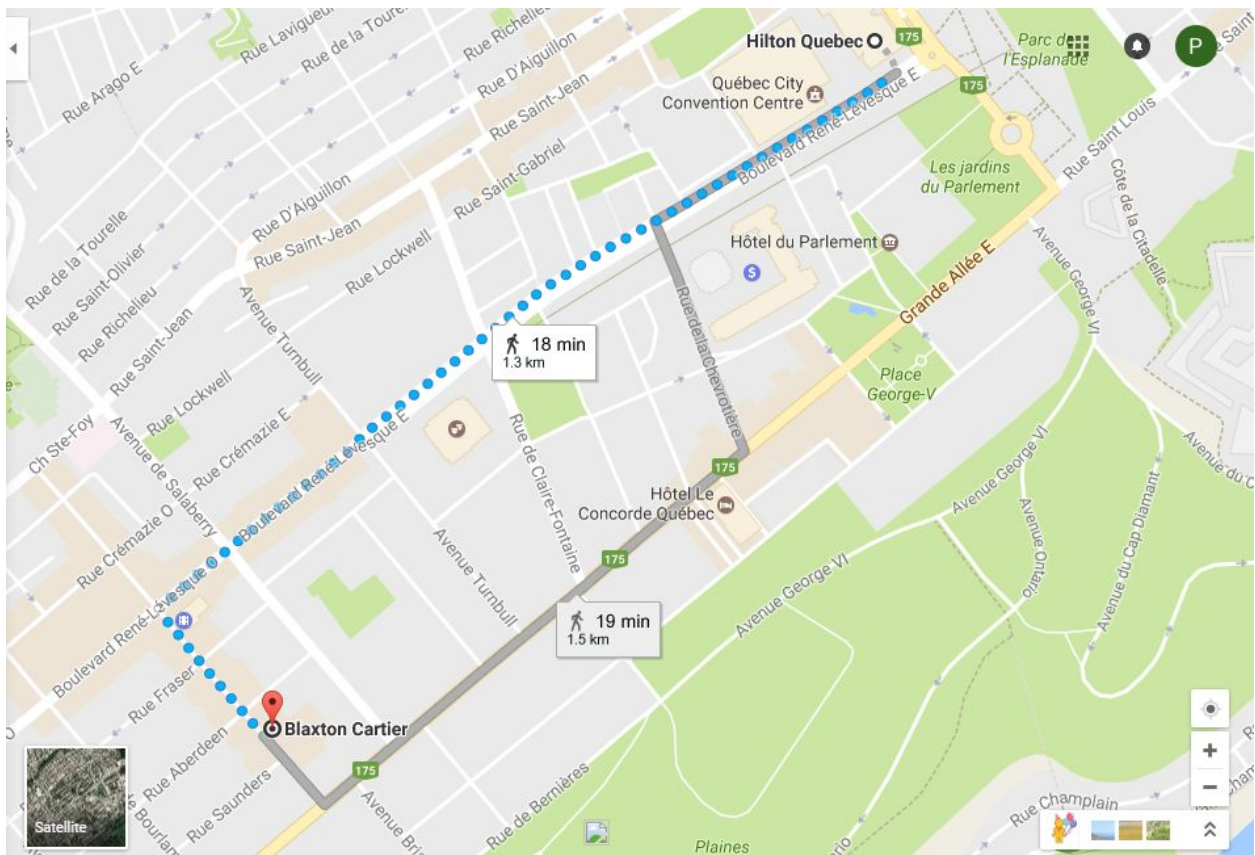 Rue Lavigueur
Rue de la Tourelle
Rue Richelieu
Rue Richelieu
Rue Arago E
Rue D'Aiguillon
Rue Saint-Jean
Hilton Quebec
175
Parc de
l'Esplanade
P
Québec City
Convention Centre
175
Boulevard René-Lévesque E
Rue Saint-Gabriel
Rue Saint Louis
Les jardins
du Parlement
Côte de la Citadelle
Rue D'Aiguillon
Rue Saint-Jean
Rue de la Tourelle
Rue Saint-Olivier
Rue Richelieu
Rue Lockwell
Hôtel du Parlement
Avenue George VI
Grande Allée E
Rue de la Chevrotière
Avenue Turnbull
Rue Saint-Jean
18 min
1.3 km
Place
George-V
Rue Lockwell
Ch Ste-Foy
Rue Crémazie E
Boulevard René-Lévesque E
Avenue de Salaberry
Rue de Claire-Fontaine
175
Hôtel Le
Concorde Québec
Avenue George VI
Rue Crémazie O
Avenue Turnbull
175
Avenue Ontario
Avenue du Cap Diamant
Avenue George VI
Boulevard René-Lévesque O
19 min
1.5 km
Rue Fraser
Blaxton Cartier
Rue Aberdeen
175
Rue Saunders
Rue de Bernières
Satellite
Rue Champlain
Plaines